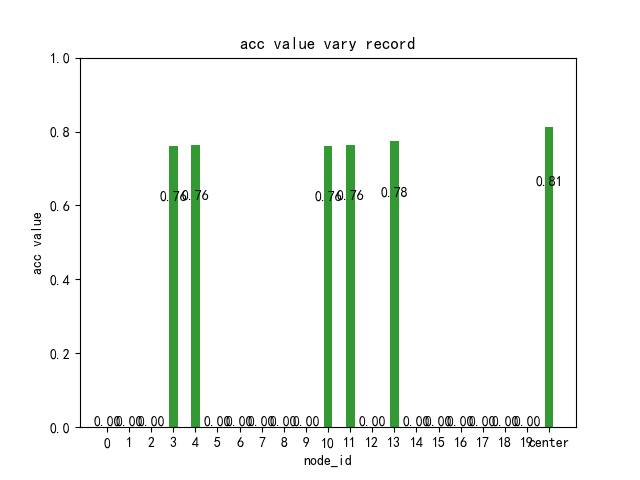 acc value vary record
1.0
0.8
0.6
0.4
0.2
0.0
acc value
0.00 0.00 0.00 0.76 0.76 0.00 0.00 0.00 0.00 0.00 0.76 0.76 0.00 0.78 0.00 0.00 0.00 0.00 0.00 0.00 0.81
0 1 2 3 4 5 6 7 8 9 10 11 12 13 14 15 16 17 18 19 center
node_id